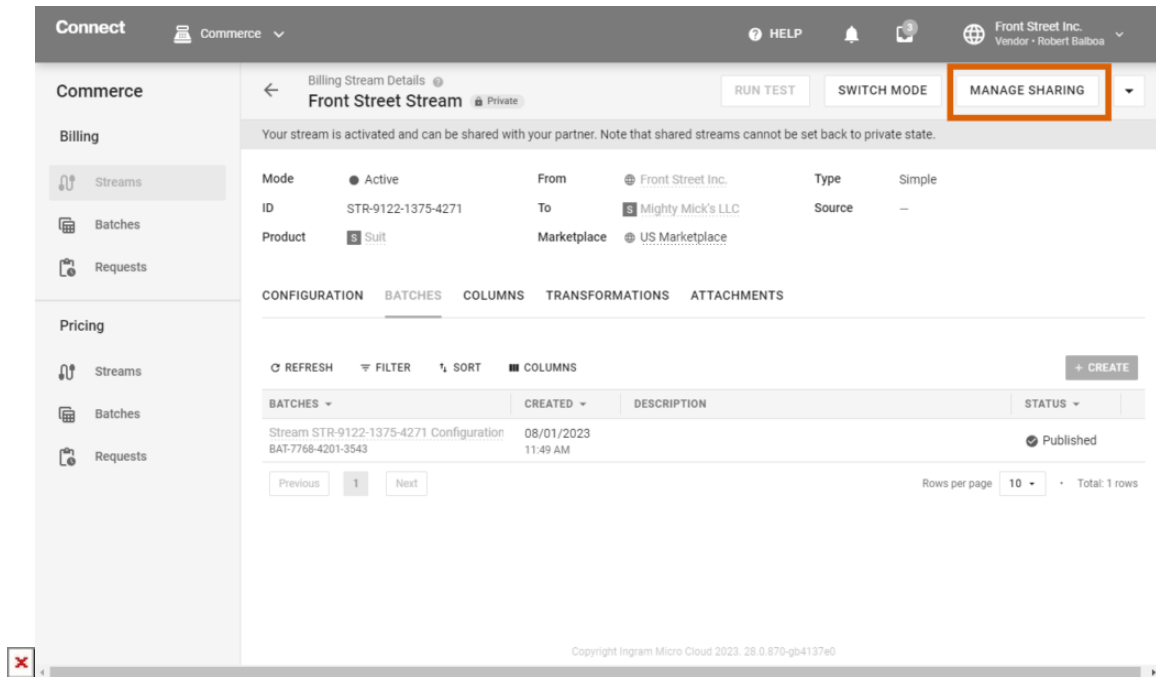 Connect
Commerce
HELP
3
Front Street Inc.
Vendor • Robert Balboa
Commerce
Billing
Streams
Batches
Requests
Pricing
Streams
Batches
Requests
Billing Stream Details
Front Street Stream Private
RUN TEST
SWITCH MODE
MANAGE SHARING
Your stream is activated and can be shared with your partner. Note that shared streams cannot be set back to private state.
Mode Active From Front Street Inc. Type Simple
ID STR-9122-1375-4271 To S Mighty Mick's LLC Source —
Product S Suit Marketplace US Marketplace
CONFIGURATION BATCHES COLUMNS TRANSFORMATIONS ATTACHMENTS
REFRESH FILTER SORT COLUMNS
+ CREATE
BATCHES CREATED DESCRIPTION STATUS
Stream STR-9122-1375-4271 Configuration 08/01/2023 Published
BAT-7768-4201-3543 11:49 AM
Previous 1 Next Rows per page 10 · Total: 1 rows
Copyright Ingram Micro Cloud 2023. 28.0.870-gb4137e0